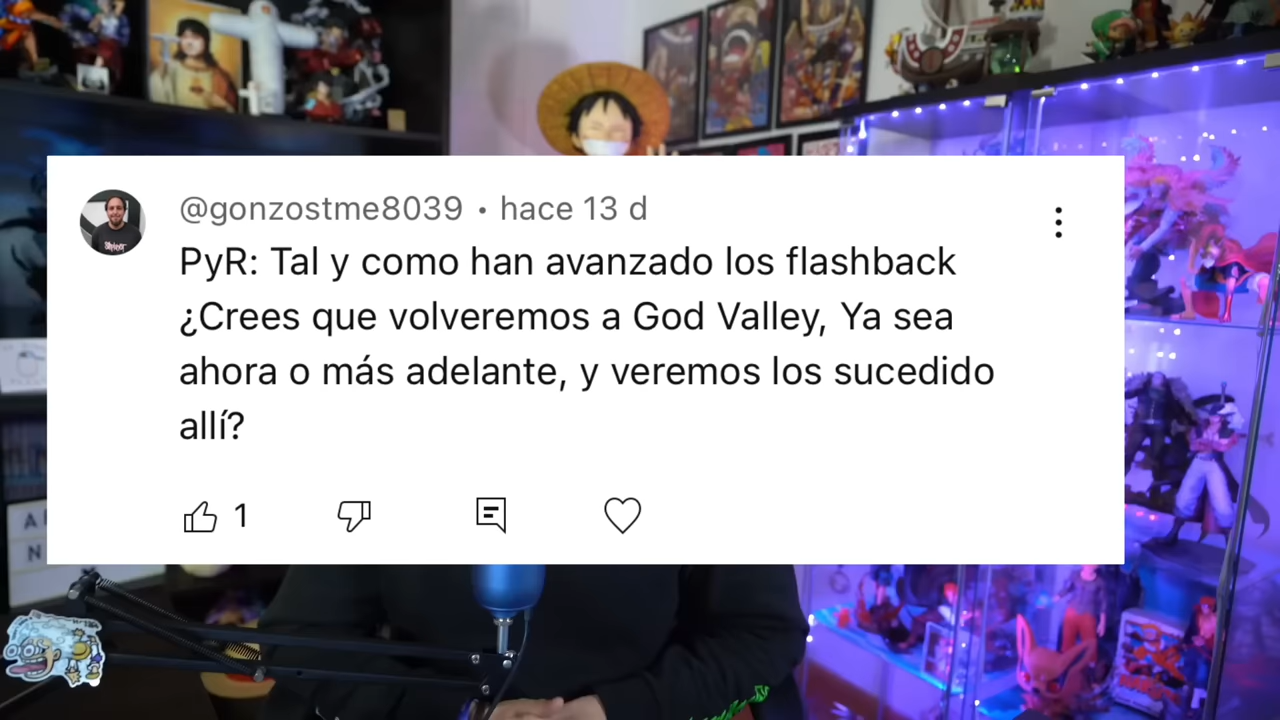 @gonzostme8039 • hace 13 d
PyR: Tal y como han avanzado los flashback
¿Crees que volveremos a God Valley, Ya sea
ahora o más adelante, y veremos los sucedido
allí?
1